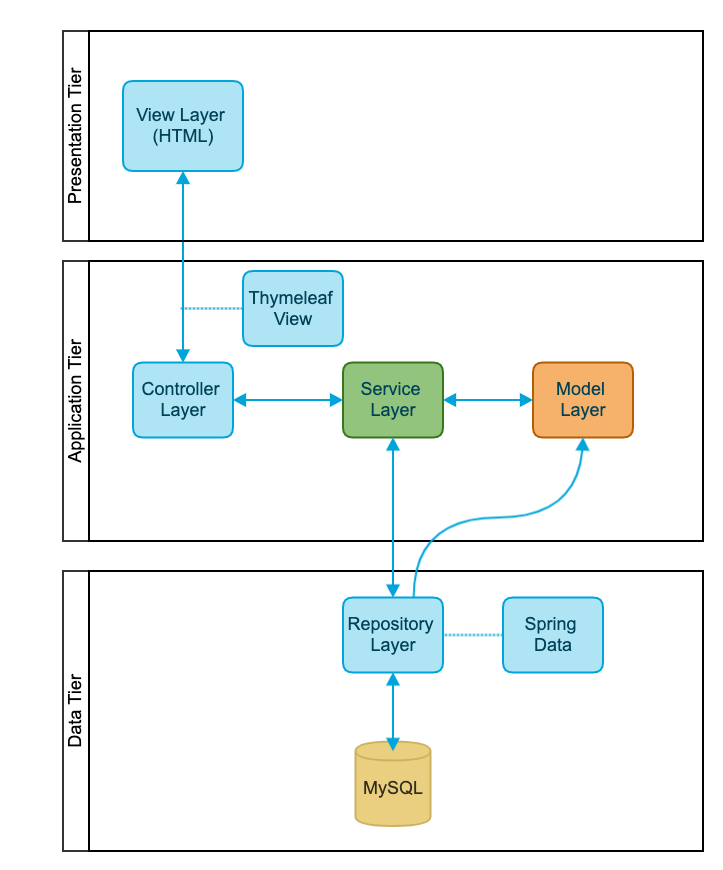 Presentation Tier
View Layer
(HTML)
Application Tier
Thymeleaf
View
Controller
Layer
Service
Layer
Model
Layer
Data Tier
Repository
Layer
Spring
Data
MySQL